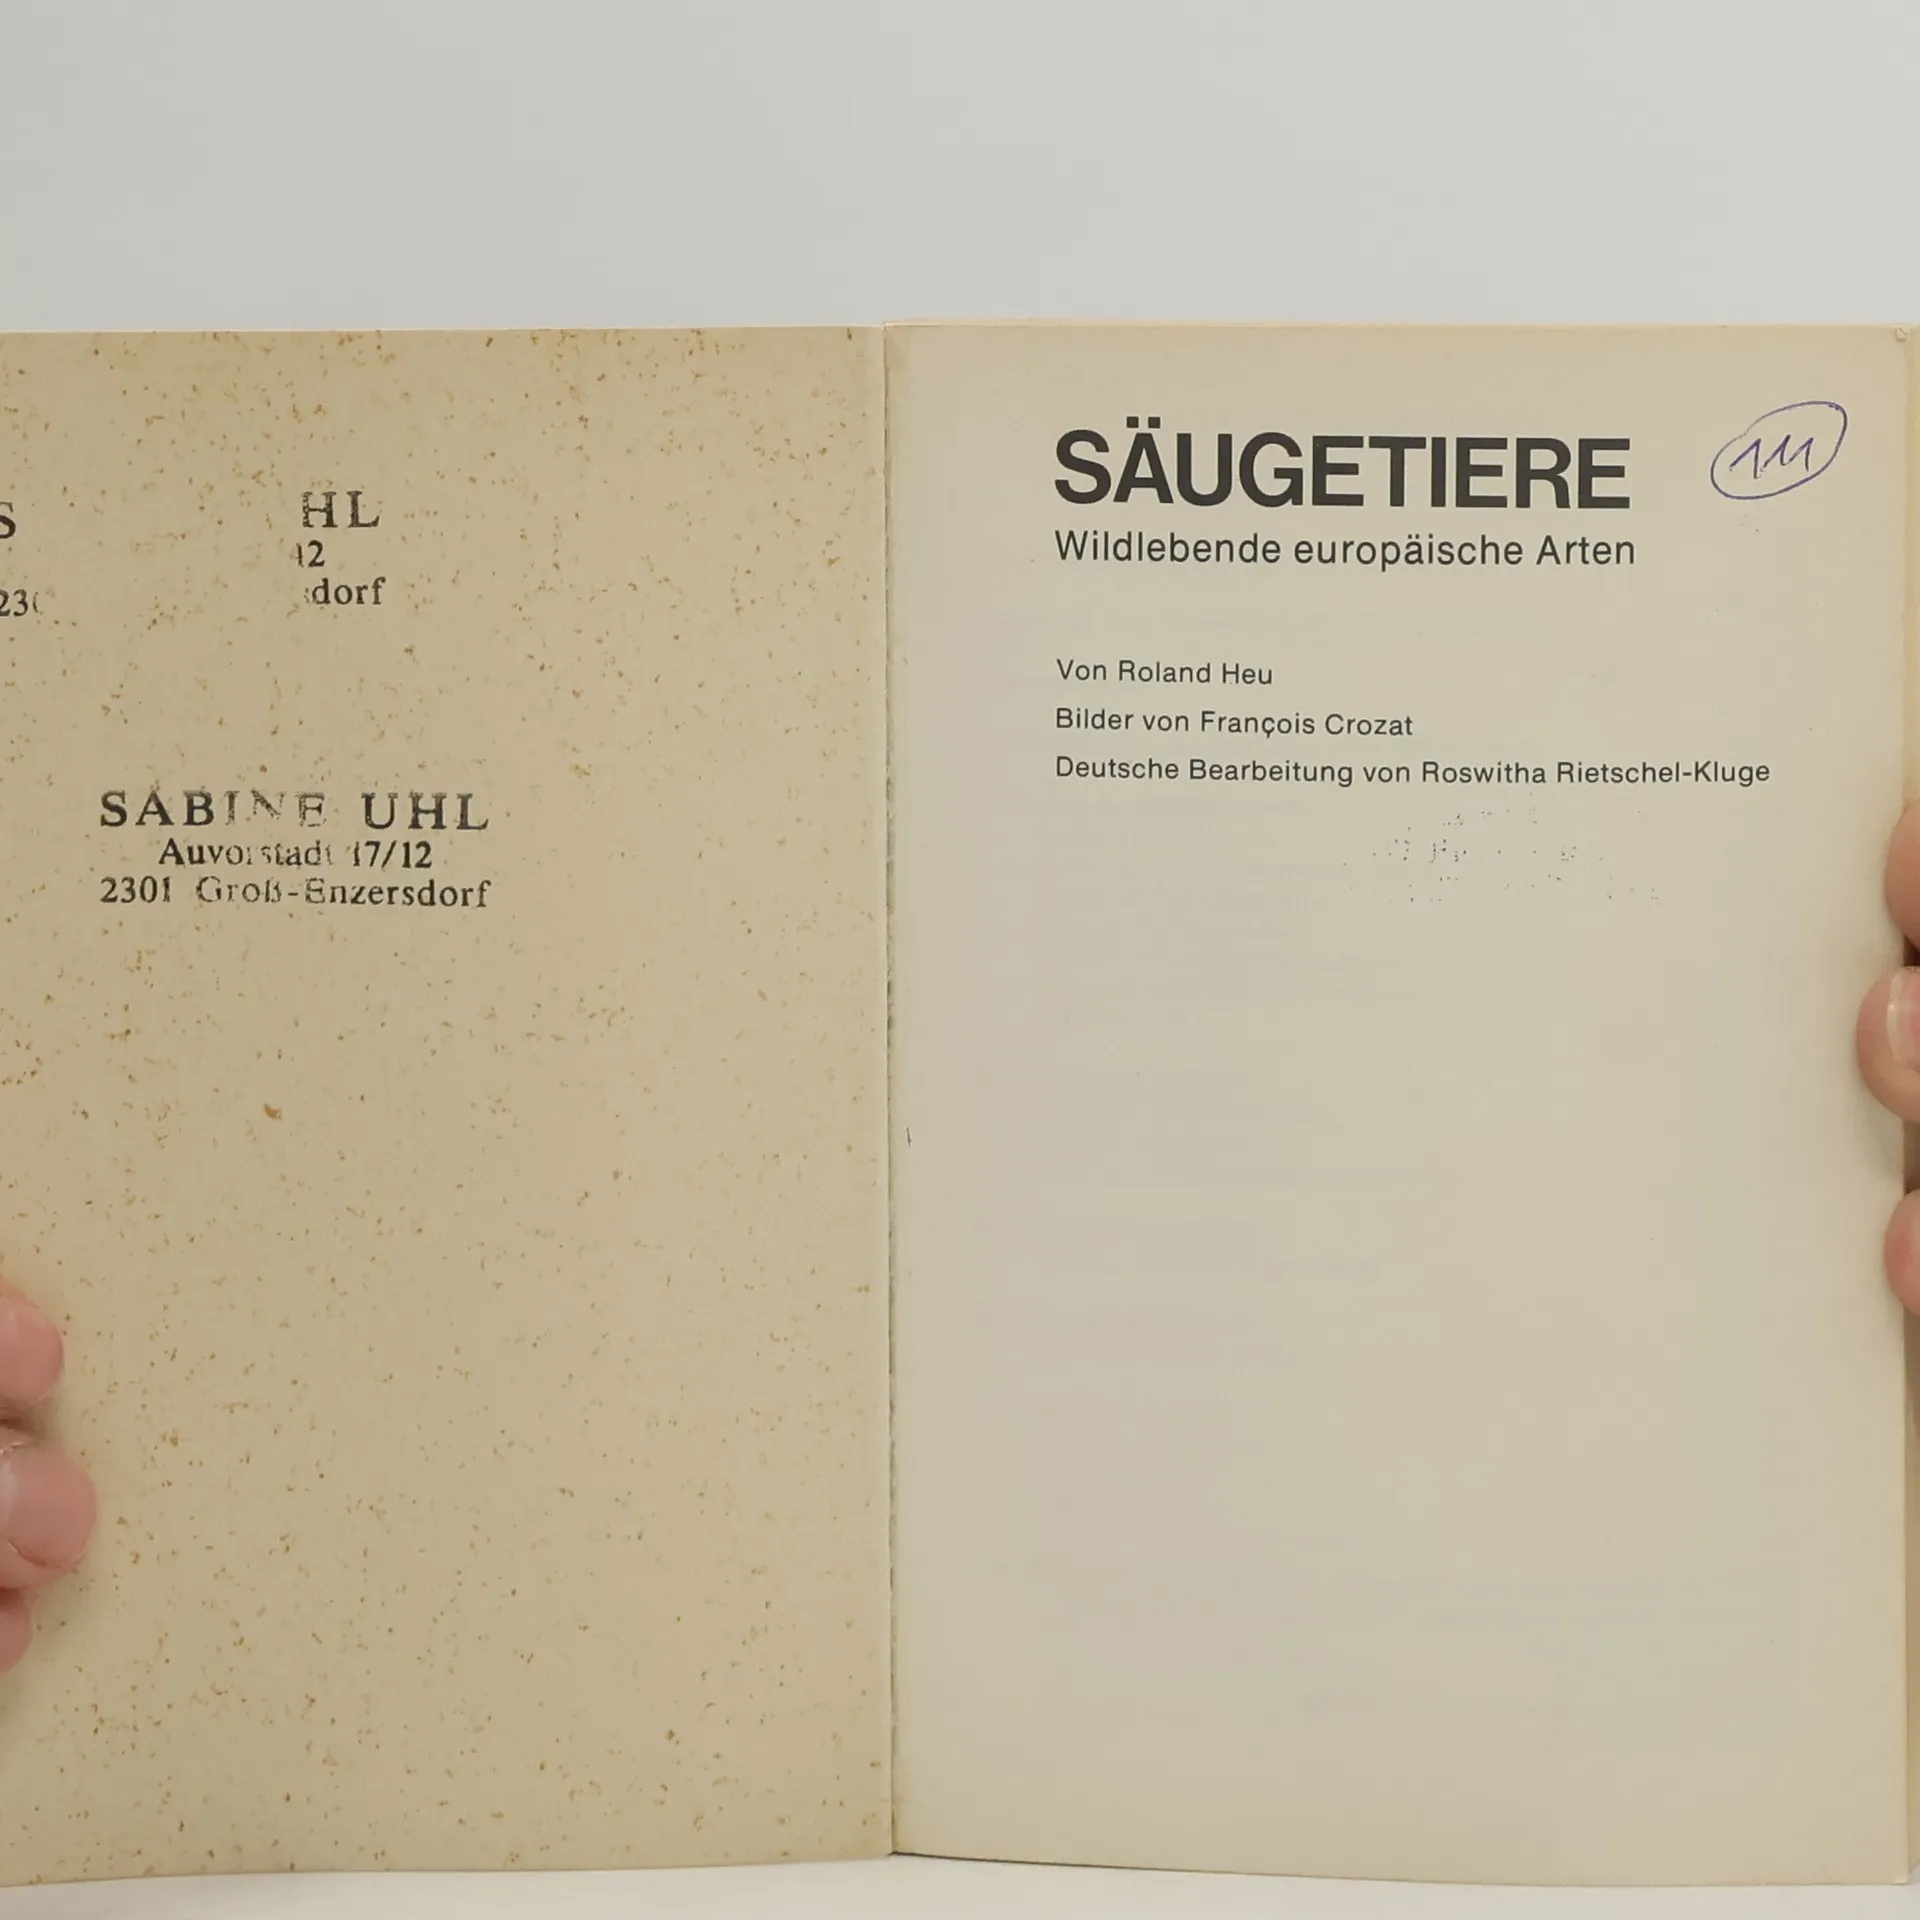 S HL
12
230 dorf
SABINE UHL
Auvorstadt 17/12
2301 Groß-Enzersdorf
SÄUGETIERE
111
Wildlebende europäische Arten
Von Roland Heu
Bilder von François Crozat
Deutsche Bearbeitung von Roswitha Rietschel-Kluge